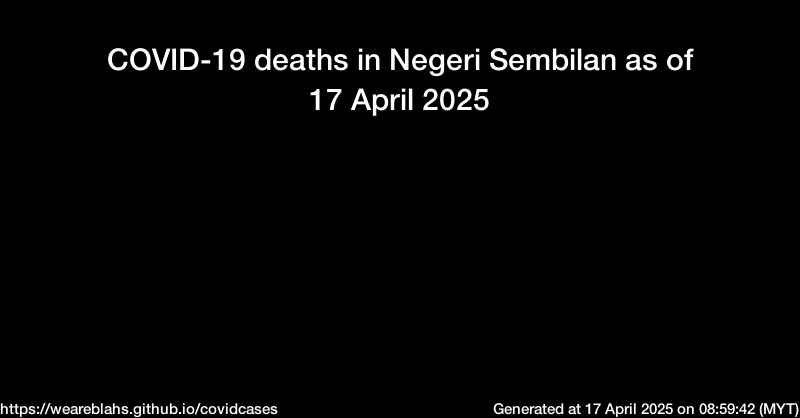 COVID-19 deaths in Negeri Sembilan as of
17 April 2025
https://weareblahs.github.io/covidcases
Generated at 17 April 2025 on 08:59:42 (MYT)